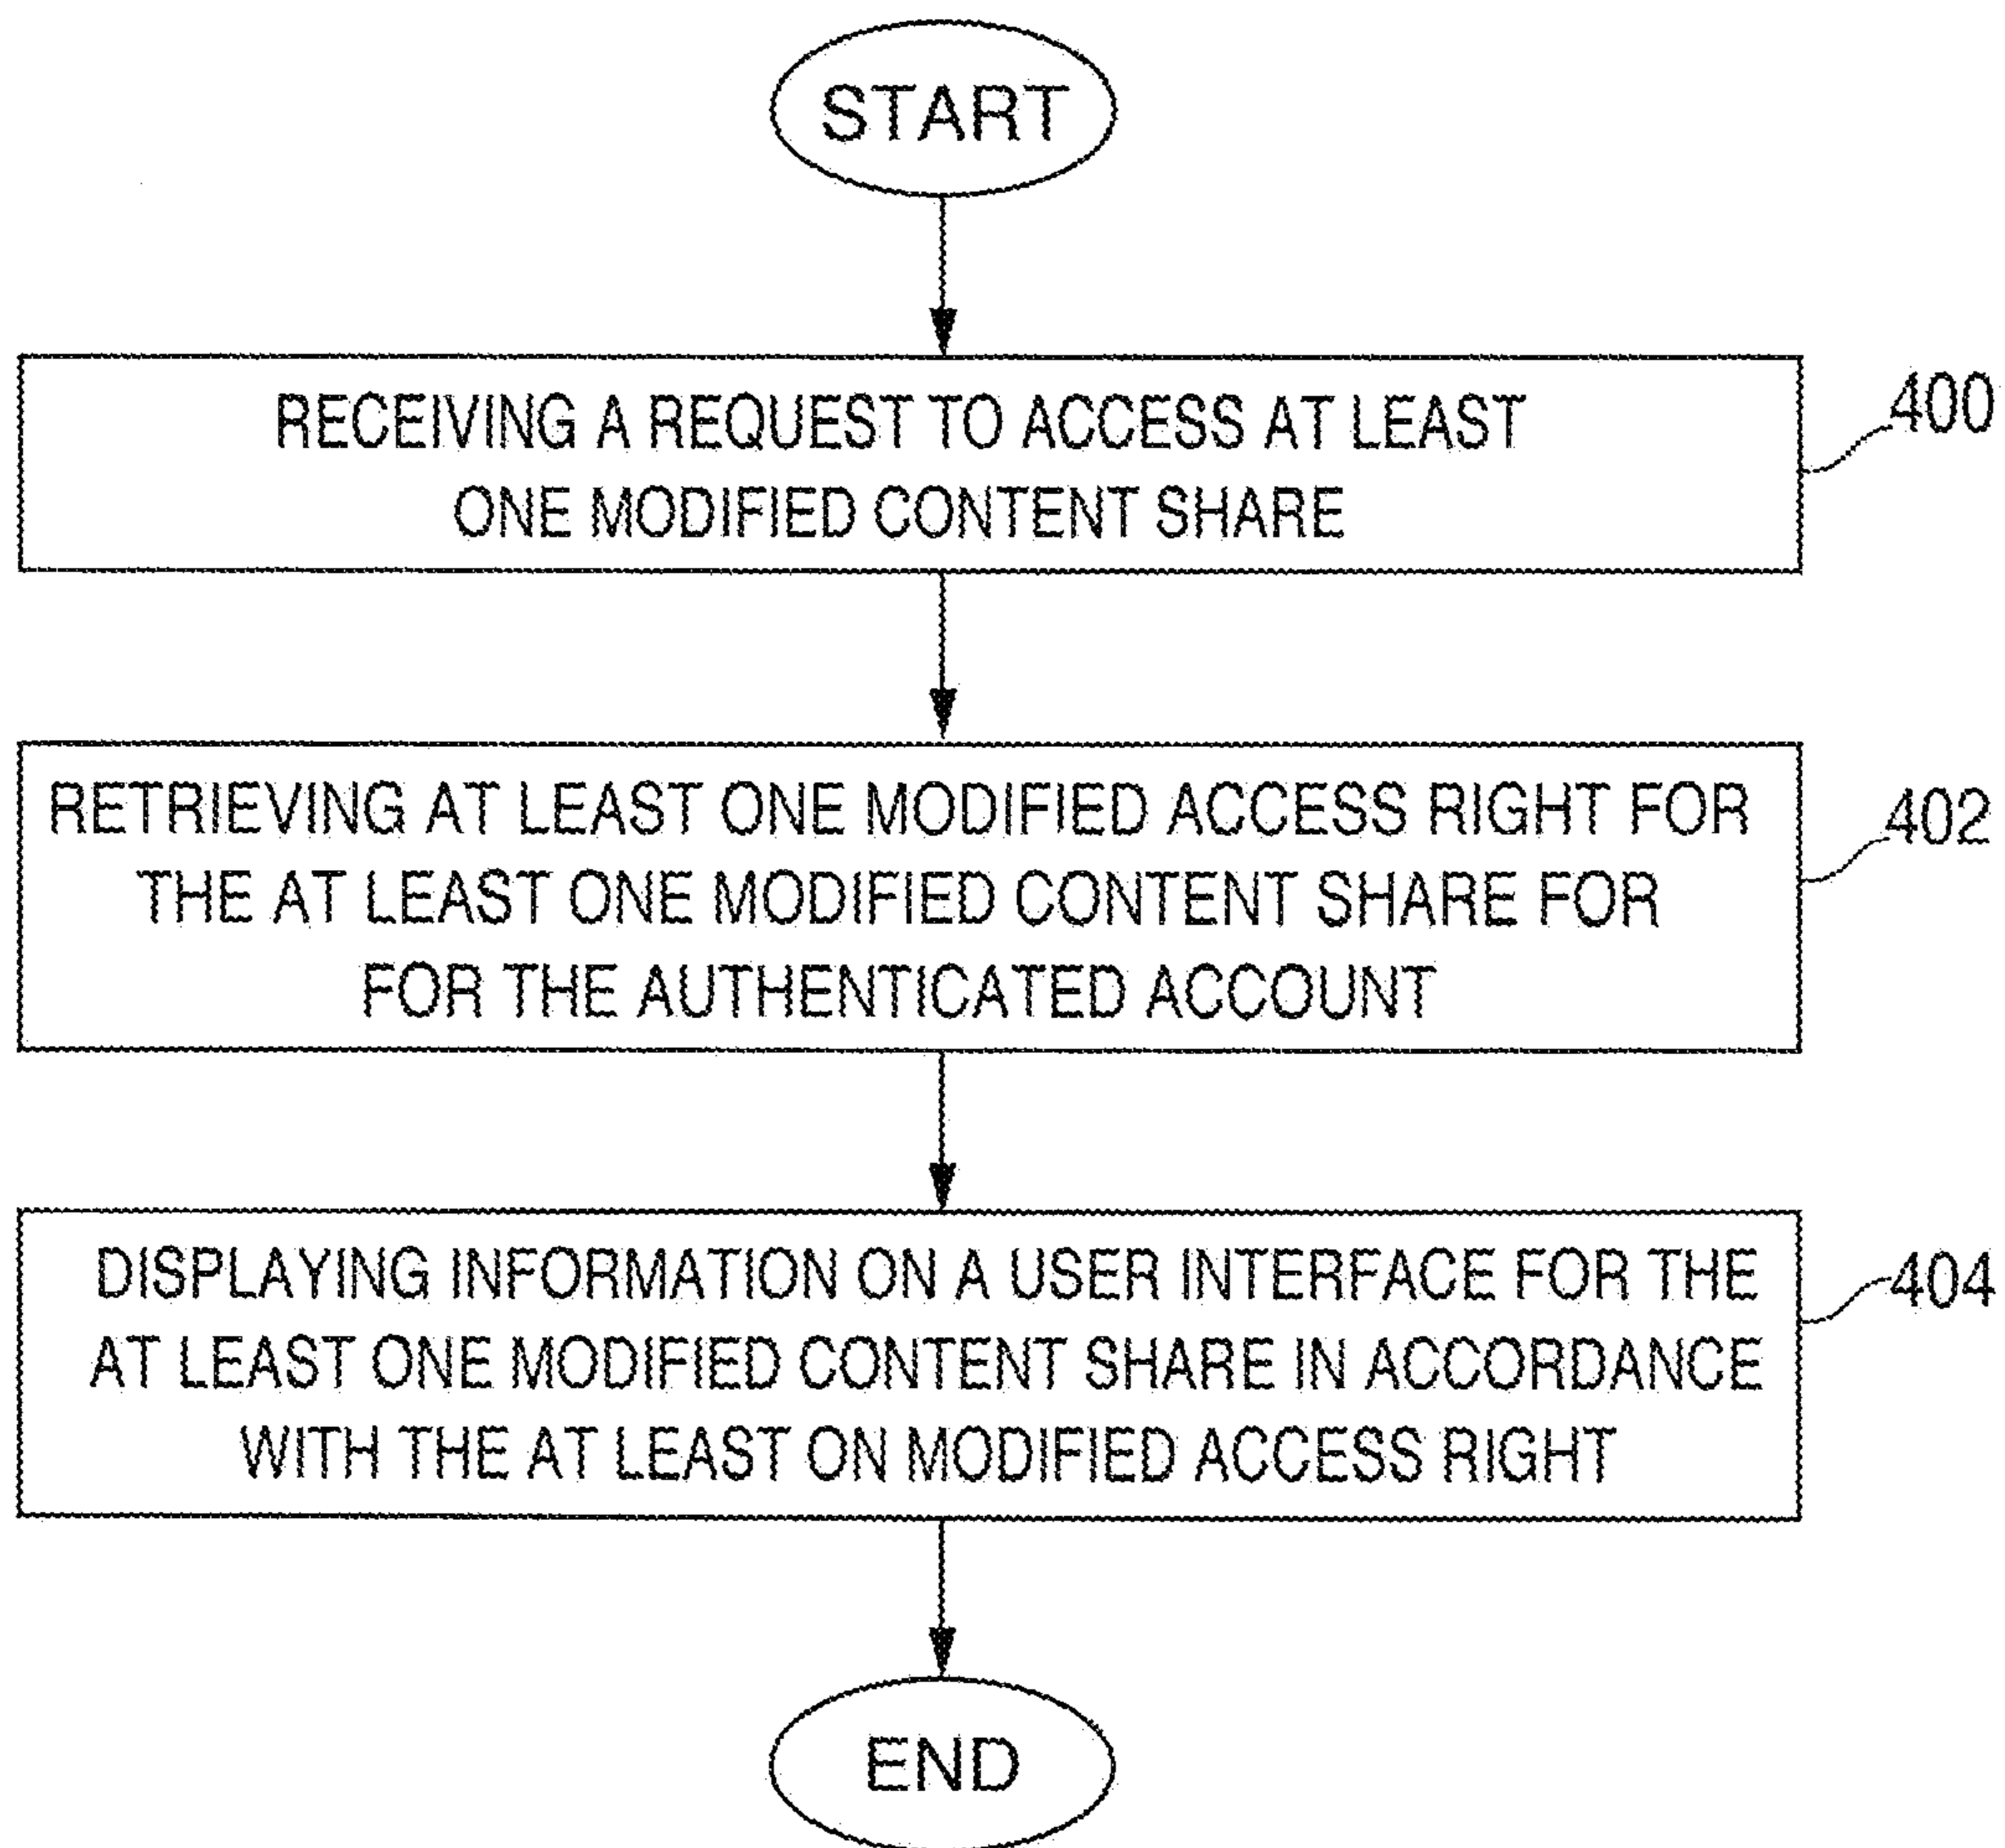 START
RECEIVING A REQUEST TO ACCESS AT LEAST
ONE MODIFIED CONTENT SHARE
400
RETRIEVING AT LEAST ONE MODIFIED ACCESS RIGHT FOR
THE AT LEAST ONE MODIFIED CONTENT SHARE FOR
FOR THE AUTHENTICATED ACCOUNT
402
DISPLAYING INFORMATION ON A USER INTERFACE FOR THE
AT LEAST ONE MODIFIED CONTENT SHARE IN ACCORDANCE
WITH THE AT LEAST ON MODIFIED ACCESS RIGHT
404
END